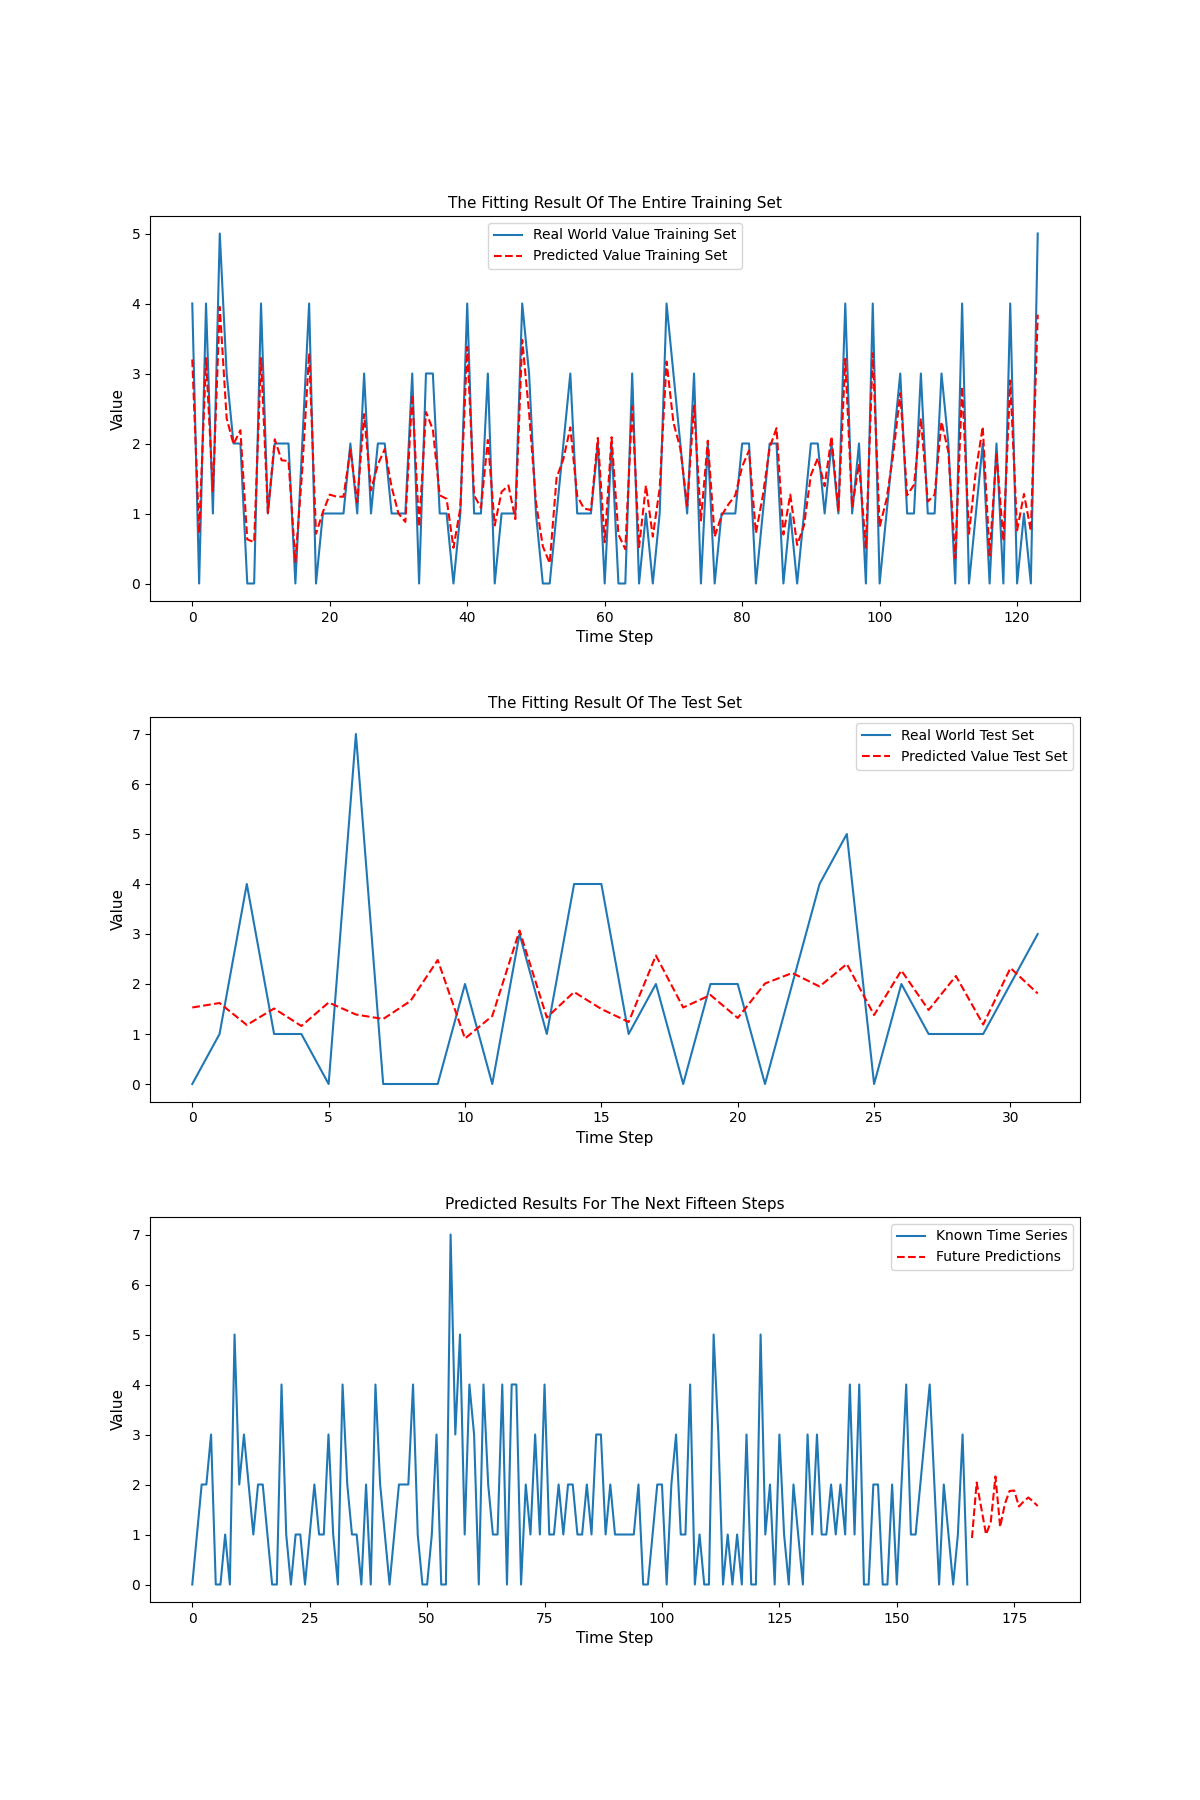 The Fitting Result Of The Entire Training Set
Real World Value Training Set
Predicted Value Training Set
5
4
3
2
1
0
Value
0 20 40 60 80 100 120
Time Step
The Fitting Result Of The Test Set
Real World Test Set
Predicted Value Test Set
7
6
5
4
3
2
1
0
Value
0 5 10 15 20 25 30
Time Step
Predicted Results For The Next Fifteen Steps
Known Time Series
Future Predictions
7
6
5
4
3
2
1
0
Value
0 25 50 75 100 125 150 175
Time Step